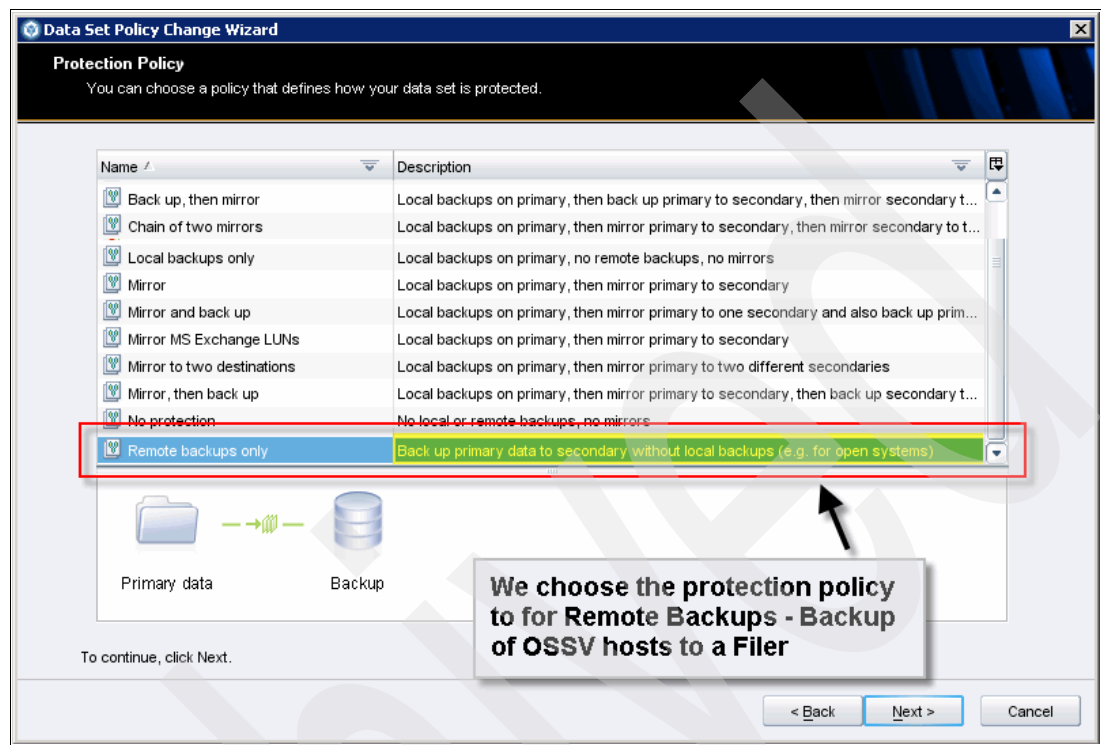 Data Set Policy Change Wizard
Protection Policy
You can choose a policy that defines how your data set is protected.
Name Description
Back up, then mirror Local backups on primary, then back up primary to secondary, then mirror secondary t...
Chain of two mirrors Local backups on primary, then mirror primary to secondary, then mirror secondary to t...
Local backups only Local backups on primary, no remote backups, no mirrors
Mirror Local backups on primary, then mirror primary to secondary
Mirror and back up Local backups on primary, then mirror primary to one secondary and also back up prim...
Mirror MS Exchange LUNs Local backups on primary, then mirror primary to secondary
Mirror to two destinations Local backups on primary, then mirror primary to two different secondaries
Mirror, then back up Local backups on primary, then mirror primary to secondary, then back up secondary t...
No protection No local or remote backups, no mirrors
Remote backups only Back up primary data to secondary without local backups (e.g. for open systems)
Primary data Backup
We choose the protection policy
to for Remote Backups - Backup
of OSSV hosts to a Filer
To continue, click Next.
< Back Next > Cancel